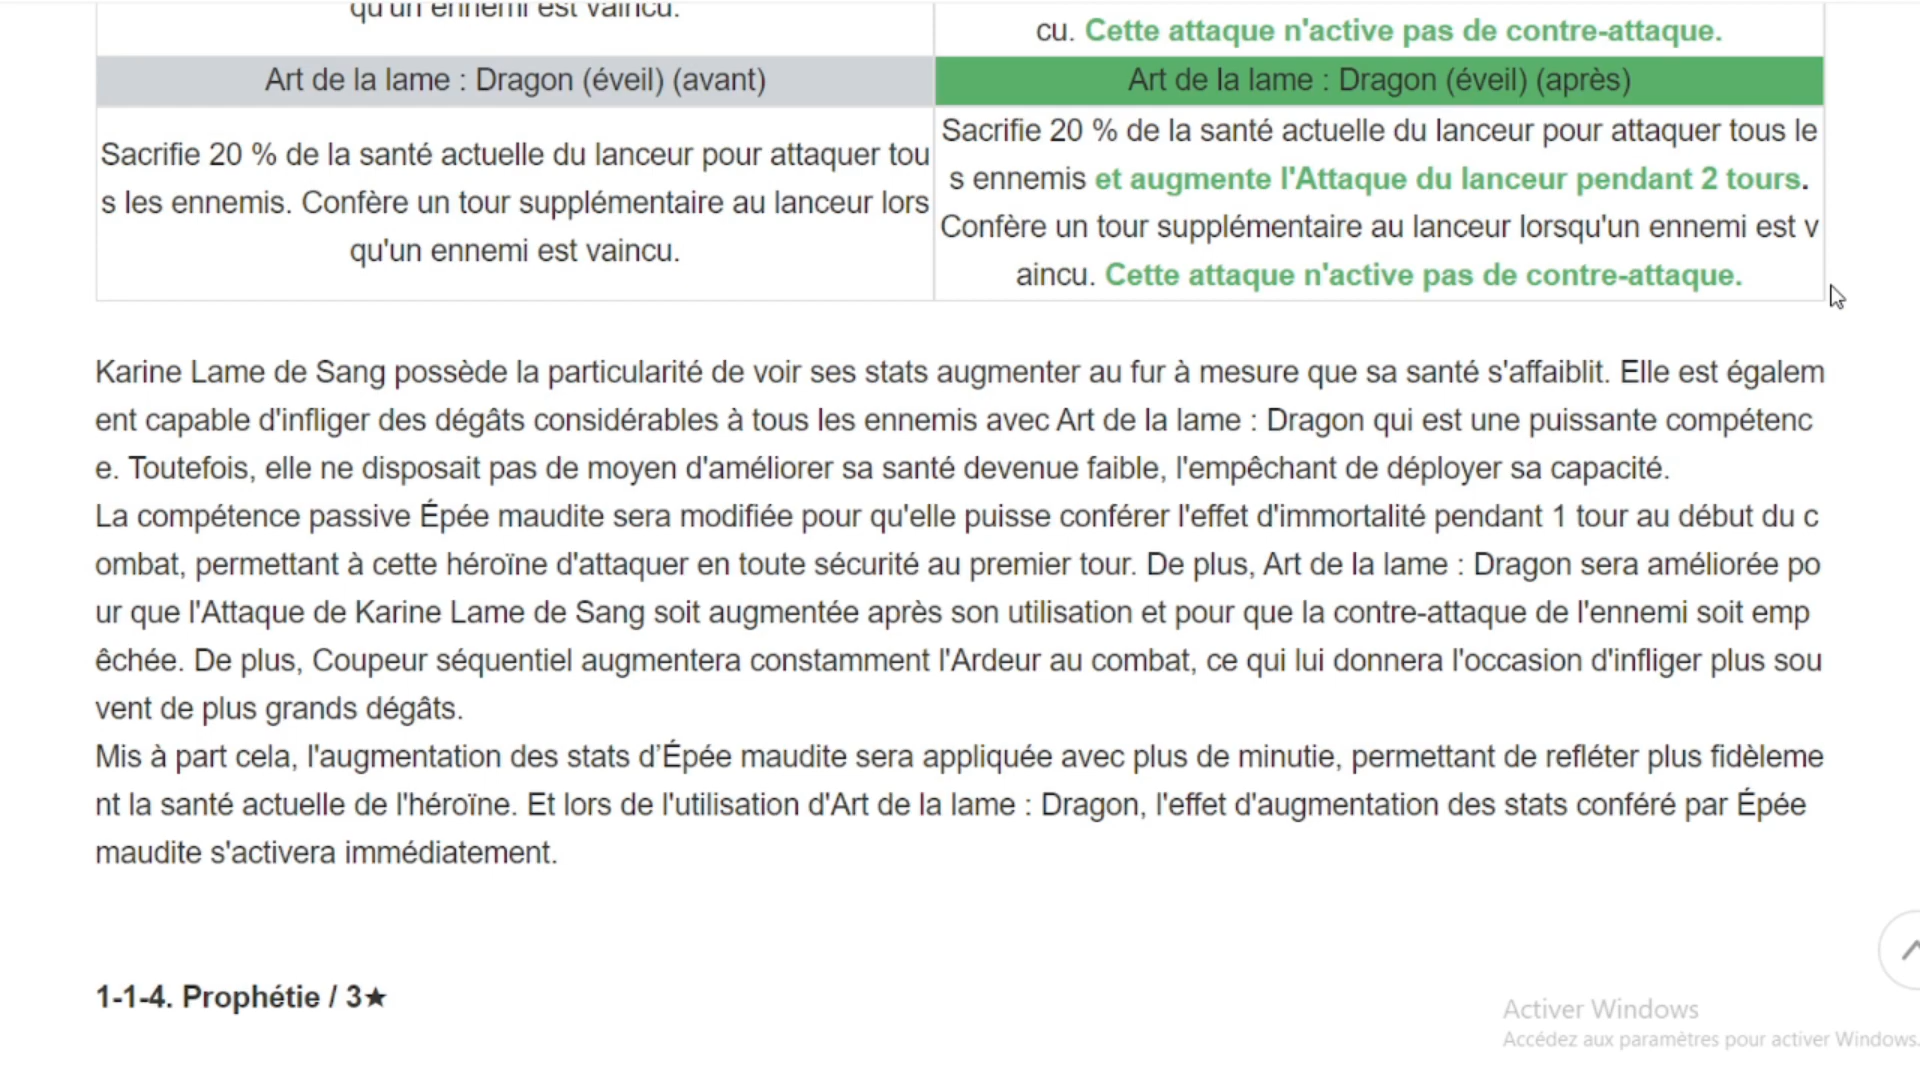 qu'un ennemi est vaincu.
cu. Cette attaque n'active pas de contre-attaque.
Art de la lame : Dragon (éveil) (avant)
Art de la lame : Dragon (éveil) (après)
Sacrifie 20 % de la santé actuelle du lanceur pour attaquer tou
s les ennemis. Confère un tour supplémentaire au lanceur lors
qu'un ennemi est vaincu.
Sacrifie 20 % de la santé actuelle du lanceur pour attaquer tous le
s ennemis et augmente l'Attaque du lanceur pendant 2 tours.
Confère un tour supplémentaire au lanceur lorsqu'un ennemi est v
aincu. Cette attaque n'active pas de contre-attaque.
Karine Lame de Sang possède la particularité de voir ses stats augmenter au fur à mesure que sa santé s'affaiblit. Elle est égalem
ent capable d'infliger des dégâts considérables à tous les ennemis avec Art de la lame : Dragon qui est une puissante compétenc
e. Toutefois, elle ne disposait pas de moyen d'améliorer sa santé devenue faible, l'empêchant de déployer sa capacité.
La compétence passive Épée maudite sera modifiée pour qu'elle puisse conférer l'effet d'immortalité pendant 1 tour au début du c
ombat, permettant à cette héroïne d'attaquer en toute sécurité au premier tour. De plus, Art de la lame : Dragon sera améliorée po
ur que l'Attaque de Karine Lame de Sang soit augmentée après son utilisation et pour que la contre-attaque de l'ennemi soit emp
êchée. De plus, Coupeur séquentiel augmentera constamment l'Ardeur au combat, ce qui lui donnera l'occasion d'infliger plus sou
vent de plus grands dégâts.
Mis à part cela, l'augmentation des stats d’Épée maudite sera appliquée avec plus de minutie, permettant de refléter plus fidèleme
nt la santé actuelle de l'héroïne. Et lors de l'utilisation d'Art de la lame : Dragon, l'effet d'augmentation des stats conféré par Épée
maudite s'activera immédiatement.
1-1-4. Prophétie / 3★
Activer Windows
Accédez aux paramètres pour activer Windows.